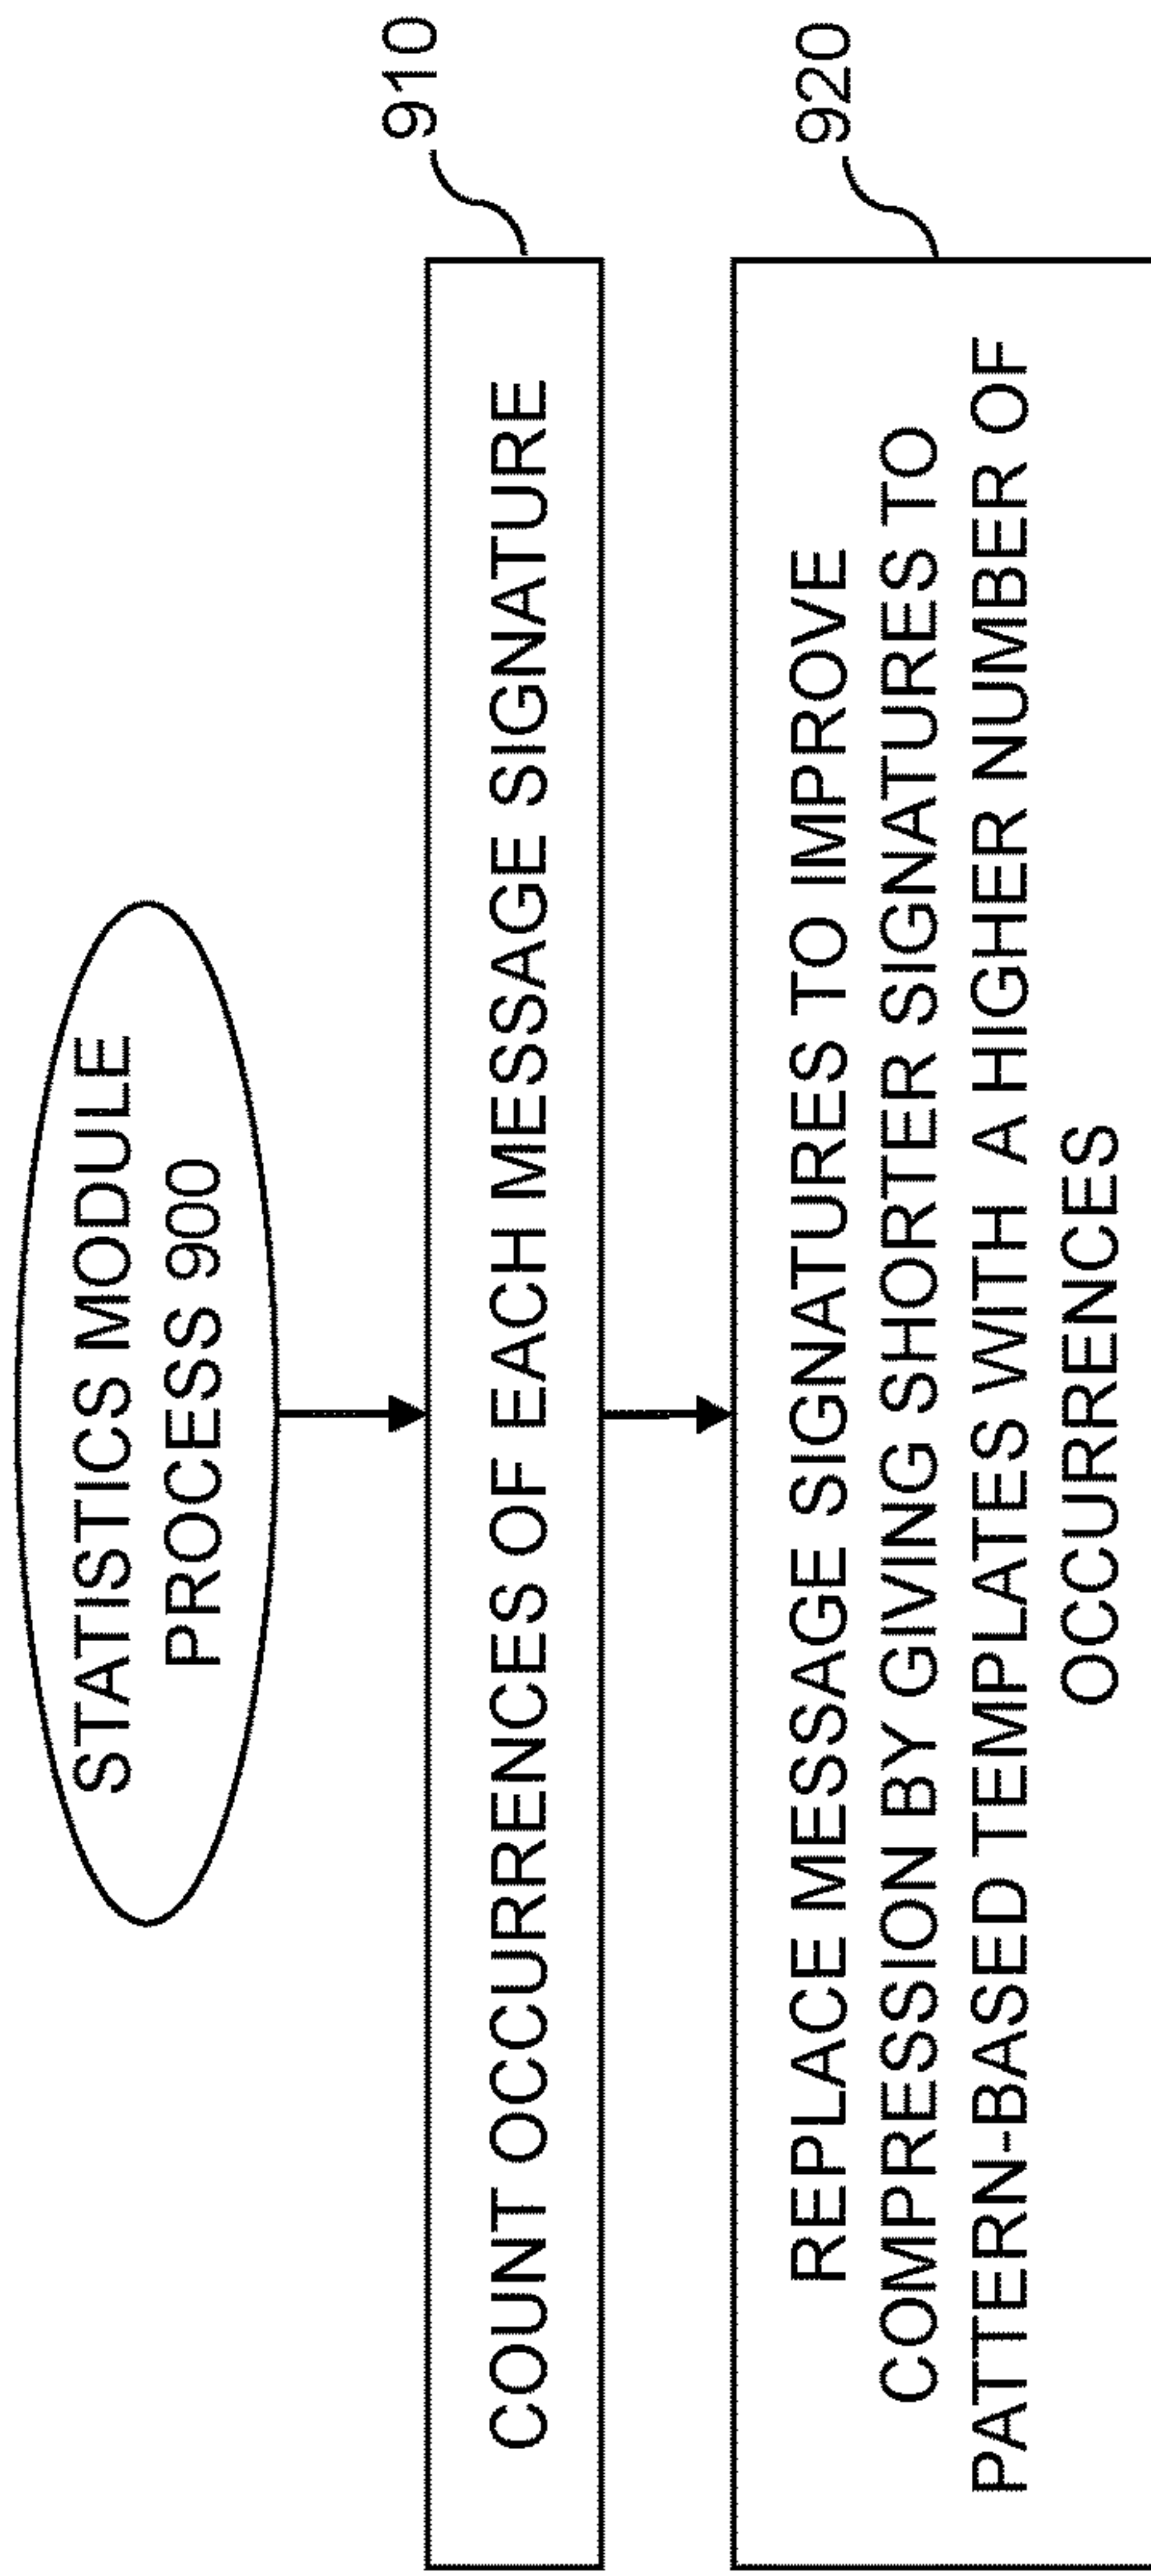 STATISTICS MODULE
PROCESS 900
910
COUNT OCCURRENCES OF EACH MESSAGE SIGNATURE
920
REPLACE MESSAGE SIGNATURES TO IMPROVE
COMPRESSION BY GIVING SHORTER SIGNATURES TO
PATTERN-BASED TEMPLATES WITH A HIGHER NUMBER OF
OCCURRENCES